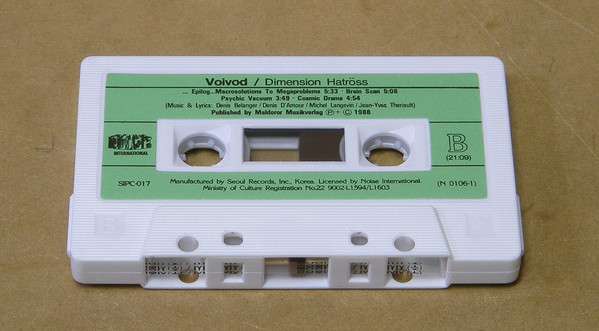 Voivod / Dimension Hatröss
... Epilog...Macrosolutions To Megaproblems 5:33 - Brain Scan 5:08
Psychic Vacuum 3:49 - Cosmic Drama 4:54
(Music & Lyrics: Denis Belanger / Denis D'Amour / Michel Langevin / Jean-Yves Theriault)
Published by Maldoror Musikverlag Ⓟ + © 1988
NOISE
INTERNATIONAL
B
(21:09)
SIPC-017
Manufactured by Seoul Records, Inc., Korea. Licensed by Noise International.
Ministry of Culture Registration No.22 9002-L1594/L1603
(N 0106-1)